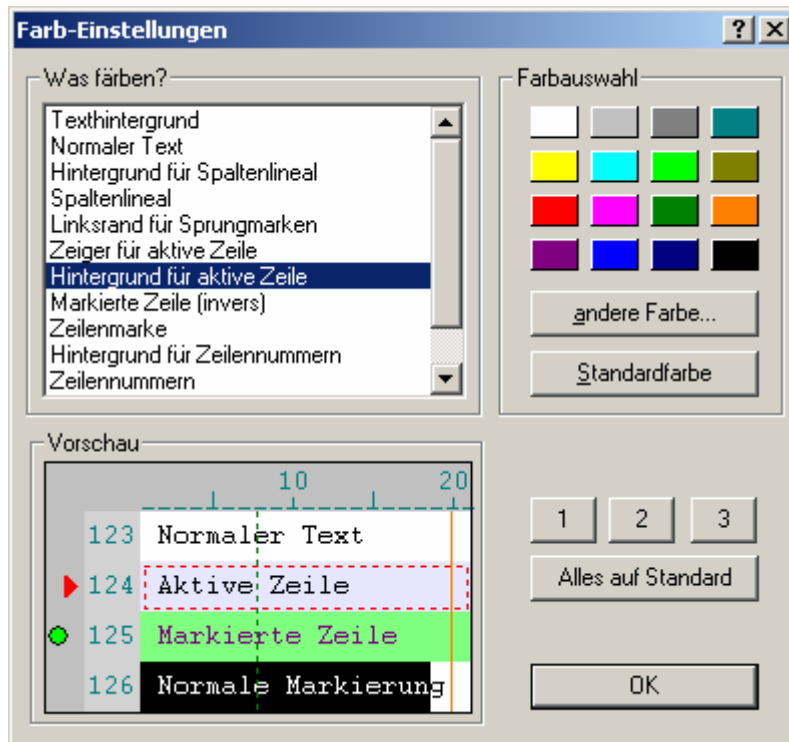 Farb-Einstellungen
Was färben?
Texthintergrund
Normaler Text
Hintergrund für Spaltenlineal
Spaltenlineal
Linksrand für Sprungmarken
Zeiger für aktive Zeile
Hintergrund für aktive Zeile
Markierte Zeile (invers)
Zeilenmarke
Hintergrund für Zeilennummern
Zeilennummern
Farbauswahl
andere Farbe...
Standardfarbe
Vorschau
10 20
123 Normaler Text
124 Aktive Zeile
125 Markierte Zeile
126 Normale Markierung
1 2 3
Alles auf Standard
OK